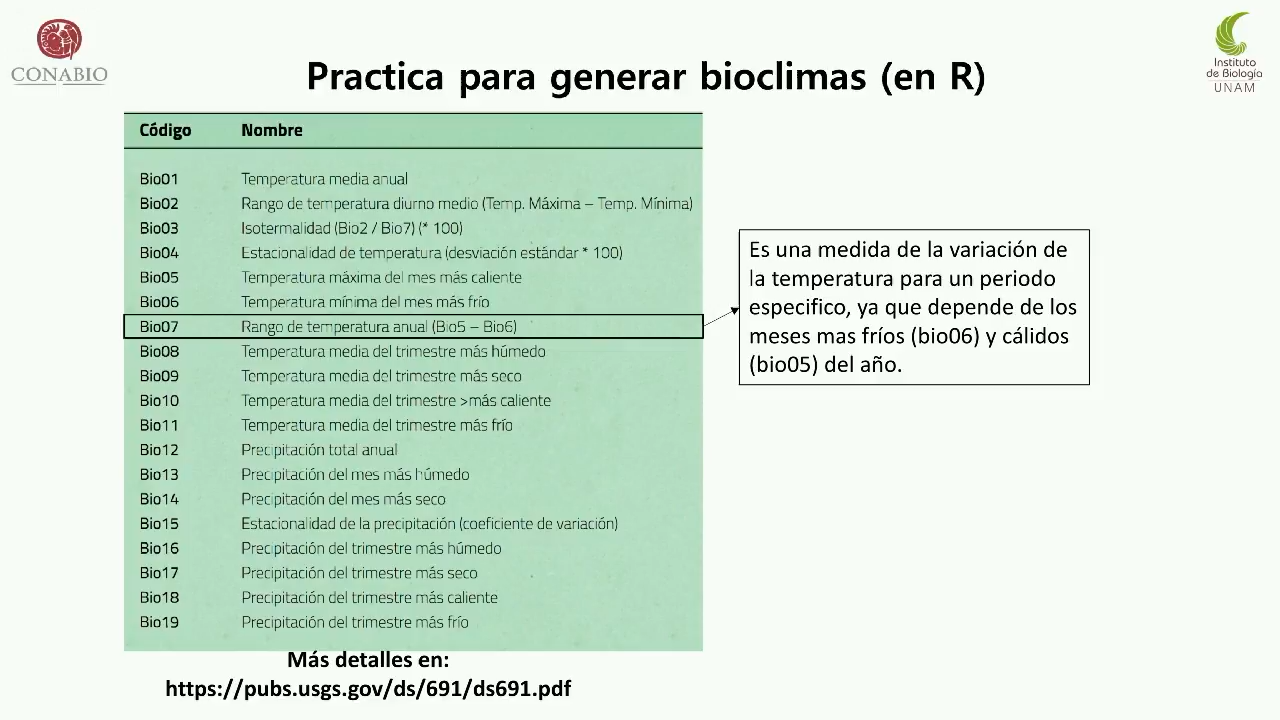 CONABIO
Instituto
de Biología
UNAM
Practica para generar bioclimas (en R)
Código Nombre
Bio01 Temperatura media anual
Bio02 Rango de temperatura diurno medio (Temp. Máxima – Temp. Mínima)
Bio03 Isotermalidad (Bio2 / Bio7) (* 100)
Bio04 Estacionalidad de temperatura (desviación estándar * 100)
Bio05 Temperatura máxima del mes más caliente
Bio06 Temperatura mínima del mes más frío
Bio07 Rango de temperatura anual (Bio5 – Bio6)
Bio08 Temperatura media del trimestre más húmedo
Bio09 Temperatura media del trimestre más seco
Bio10 Temperatura media del trimestre >más caliente
Bio11 Temperatura media del trimestre más frío
Bio12 Precipitación total anual
Bio13 Precipitación del mes más húmedo
Bio14 Precipitación del mes más seco
Bio15 Estacionalidad de la precipitación (coeficiente de variación)
Bio16 Precipitación del trimestre más húmedo
Bio17 Precipitación del trimestre más seco
Bio18 Precipitación del trimestre más caliente
Bio19 Precipitación del trimestre más frío
Es una medida de la variación de
la temperatura para un periodo
especifico, ya que depende de los
meses mas fríos (bio06) y cálidos
(bio05) del año.
Más detalles en:
https://pubs.usgs.gov/ds/691/ds691.pdf